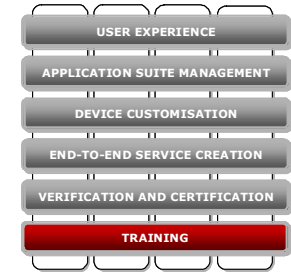 USER EXPERIENCE
APPLICATION SUITE MANAGEMENT
DEVICE CUSTOMISATION
END-TO-END SERVICE CREATION
VERIFICATION AND CERTIFICATION
TRAINING